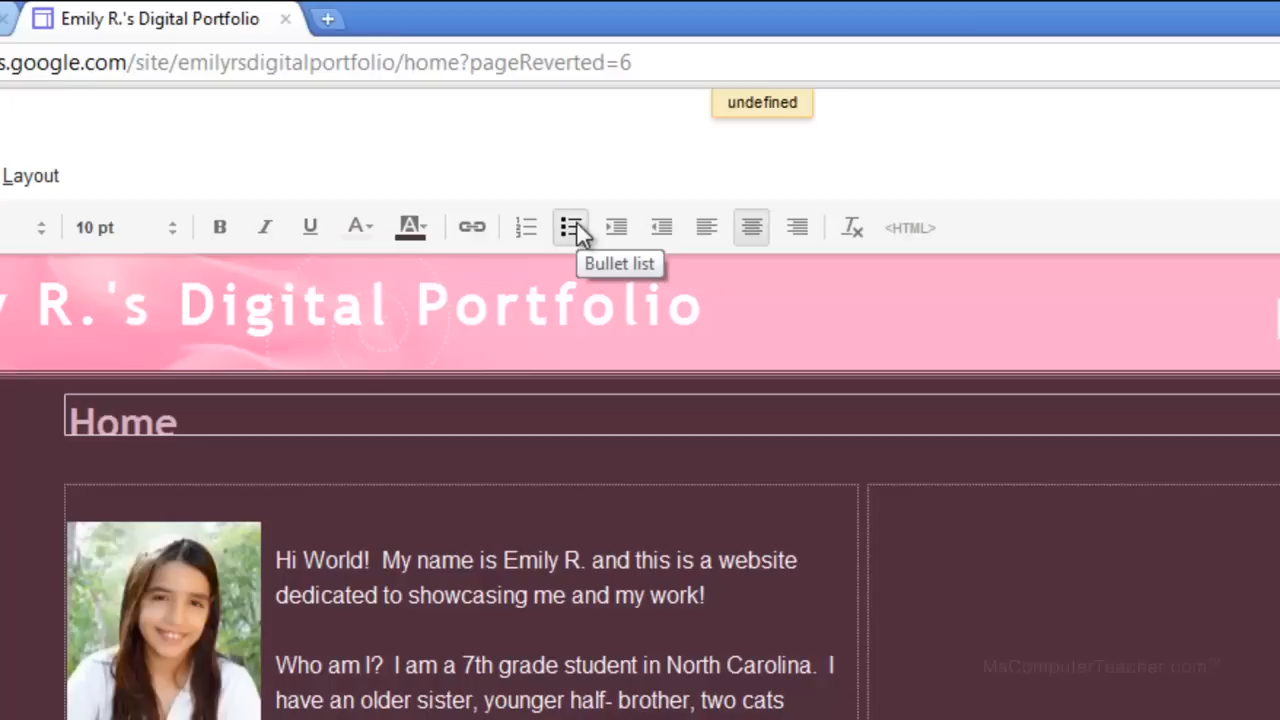 Emily R.'s Digital Portfolio
s.google.com/site/emilyrsdigitalportfolio/home?pageReverted=6
undefined
Layout
10 pt B I U A A <HTML>
Bullet list
y R.'s Digital Portfolio
Home
Hi World!  My name is Emily R. and this is a website
dedicated to showcasing me and my work!
Who am I?  I am a 7th grade student in North Carolina.  I
have an older sister, younger half- brother, two cats
MsComputerTeacher.com